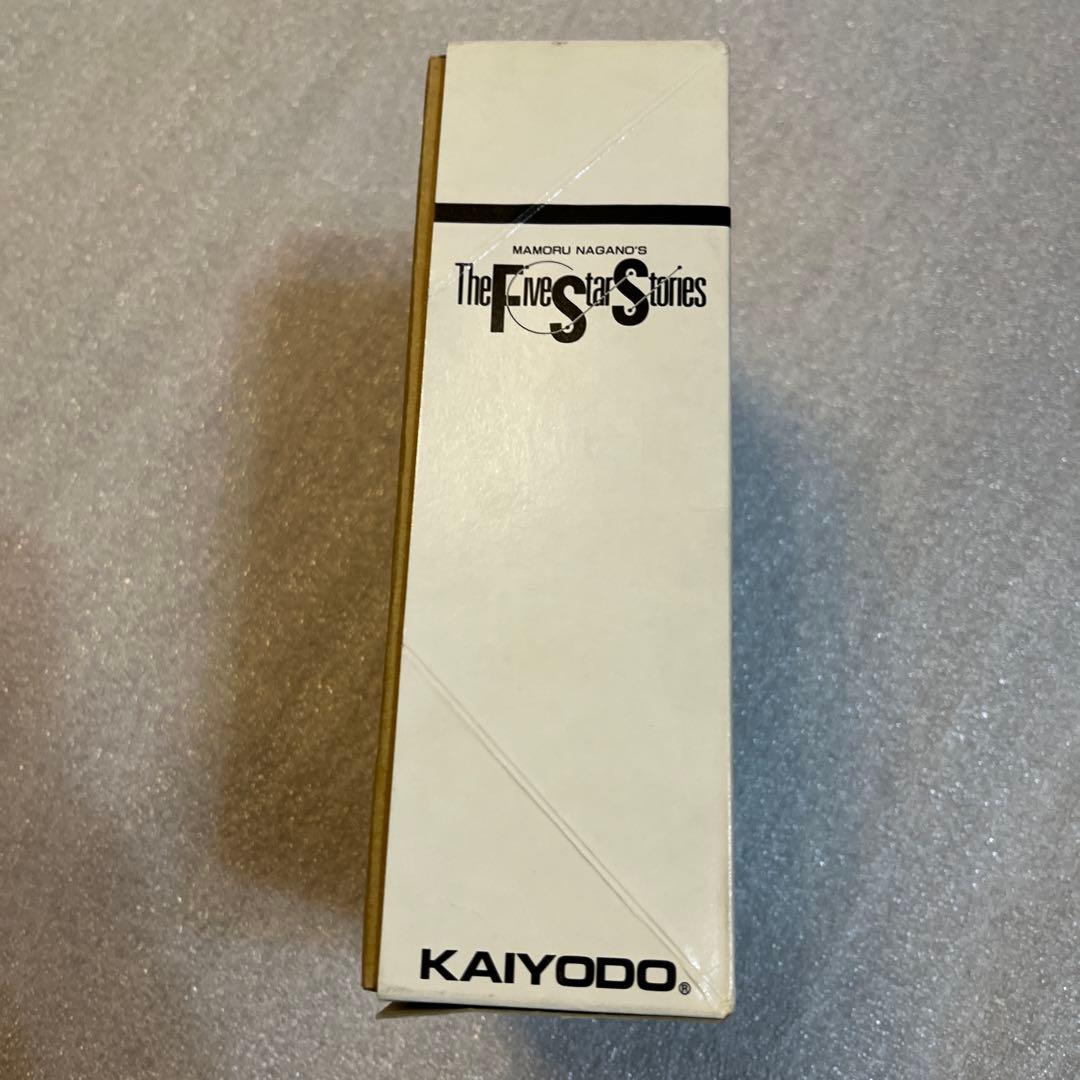 MAMORU NAGANO'S
The Five Star Stories
KAIYODO®